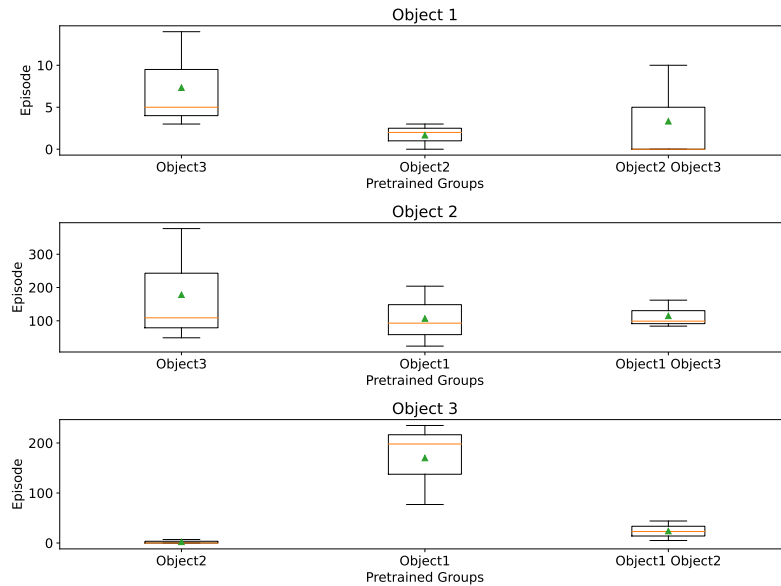 Object 1
10
5
0
Episode
Object3
Object2
Object2 Object3
Pretrained Groups
Object 2
300
200
100
Episode
Object3
Object1
Object1 Object3
Pretrained Groups
Object 3
200
100
0
Episode
Object2
Object1
Object1 Object2
Pretrained Groups